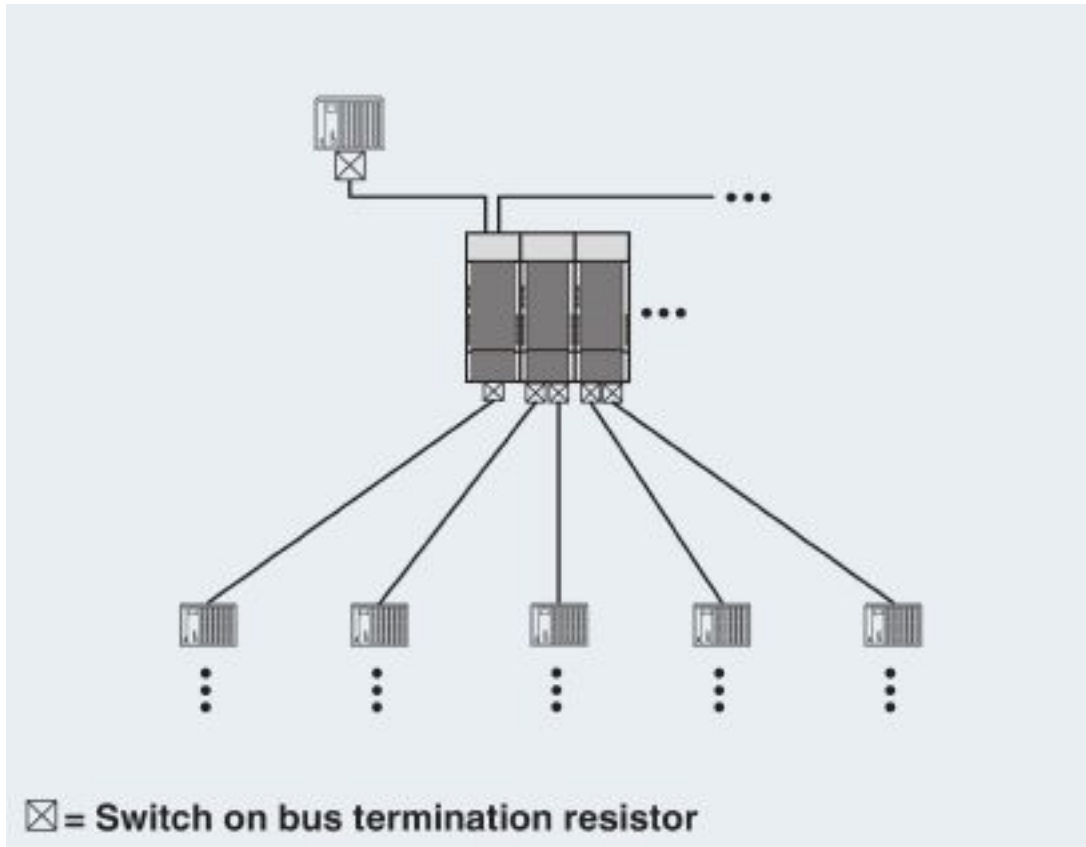 = Switch on bus termination resistor